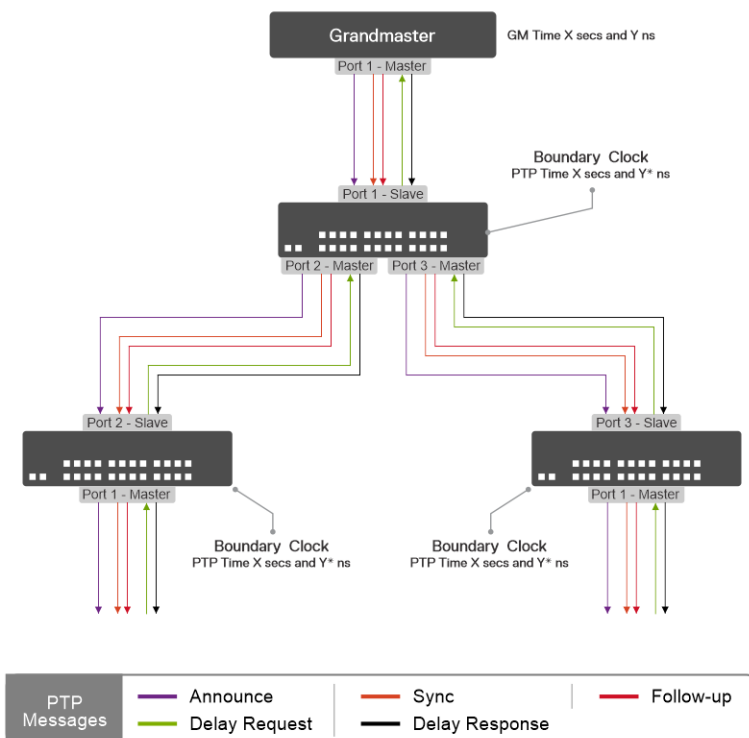 Grandmaster
GM Time X secs and Y ns
Port 1 - Master
Boundary Clock
PTP Time X secs and Y* ns
Port 1 - Slave
Port 2 - Master
Port 3 - Master
Port 2 - Slave
Port 3 - Slave
Port 1 - Master
Port 1 - Master
Boundary Clock
PTP Time X secs and Y* ns
Boundary Clock
PTP Time X secs and Y* ns
PTP
Messages
Announce
Sync
Follow-up
Delay Request
Delay Response